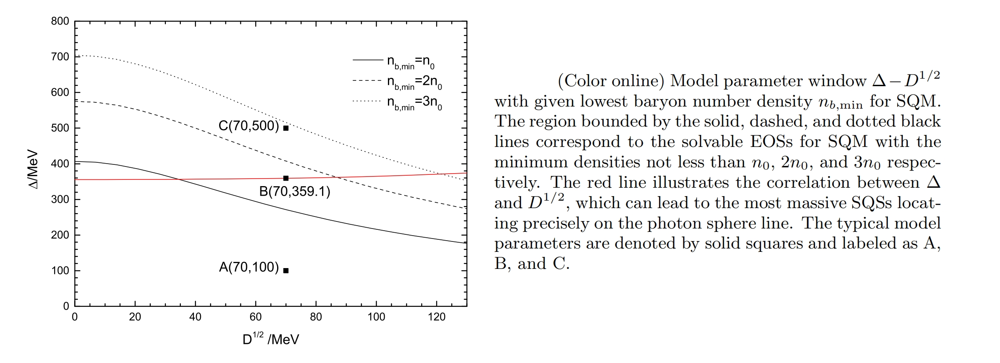 800
700
600
500
400
300
200
100
0
0 20 40 60 80 100 120
Δ/MeV
D^{1/2} /MeV
n_{b,min}=n_0
n_{b,min}=2n_0
n_{b,min}=3n_0
C(70,500)
B(70,359.1)
A(70,100)
(Color online) Model parameter window Δ − D^{1/2}
with given lowest baryon number density n_{b,min} for SQM.
The region bounded by the solid, dashed, and dotted black
lines correspond to the solvable EOSs for SQM with the
minimum densities not less than n_0, 2n_0, and 3n_0 respec-
tively. The red line illustrates the correlation between Δ
and D^{1/2}, which can lead to the most massive SQSs locat-
ing precisely on the photon sphere line. The typical model
parameters are denoted by solid squares and labeled as A,
B, and C.